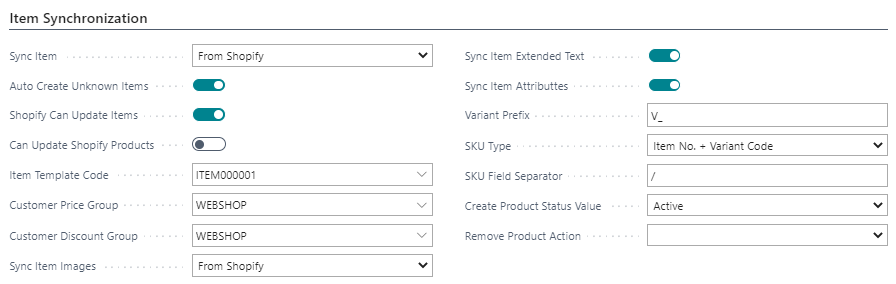 Item Synchronization
Sync Item From Shopify
Auto Create Unknown Items
Shopify Can Update Items
Can Update Shopify Products
Item Template Code ITEM000001
Customer Price Group WEBSHOP
Customer Discount Group WEBSHOP
Sync Item Images From Shopify
Sync Item Extended Text
Sync Item Attributtes
Variant Prefix V_
SKU Type Item No. + Variant Code
SKU Field Separator /
Create Product Status Value Active
Remove Product Action